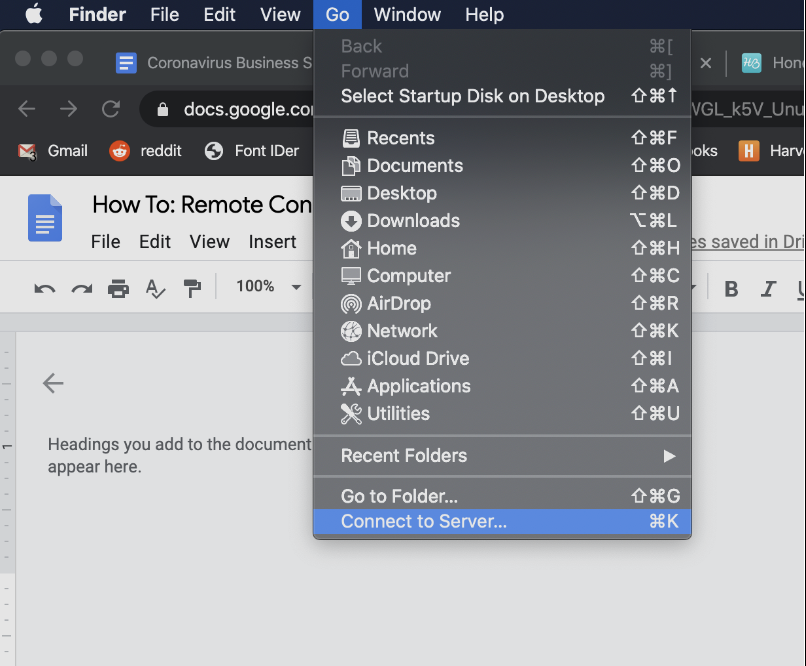 Finder File Edit View Go Window Help
Back ⌘[
Forward ⌘]
Select Startup Disk on Desktop ⇧⌘↑
Recents ⇧⌘F
Documents ⇧⌘O
Desktop ⇧⌘D
Downloads ⌥⌘L
Home ⇧⌘H
Computer ⇧⌘C
AirDrop ⇧⌘R
Network ⇧⌘K
iCloud Drive ⇧⌘I
Applications ⇧⌘A
Utilities ⇧⌘U
Recent Folders ▶
Go to Folder... ⇧⌘G
Connect to Server... ⌘K
Coronavirus Business S
HB Hon
docs.google.co
WGL_k5V_Unu
Gmail reddit Font IDer
oks H Harv
How To: Remote Con
File Edit View Insert
es saved in Dri
100% B I U
1
Headings you add to the document
appear here.